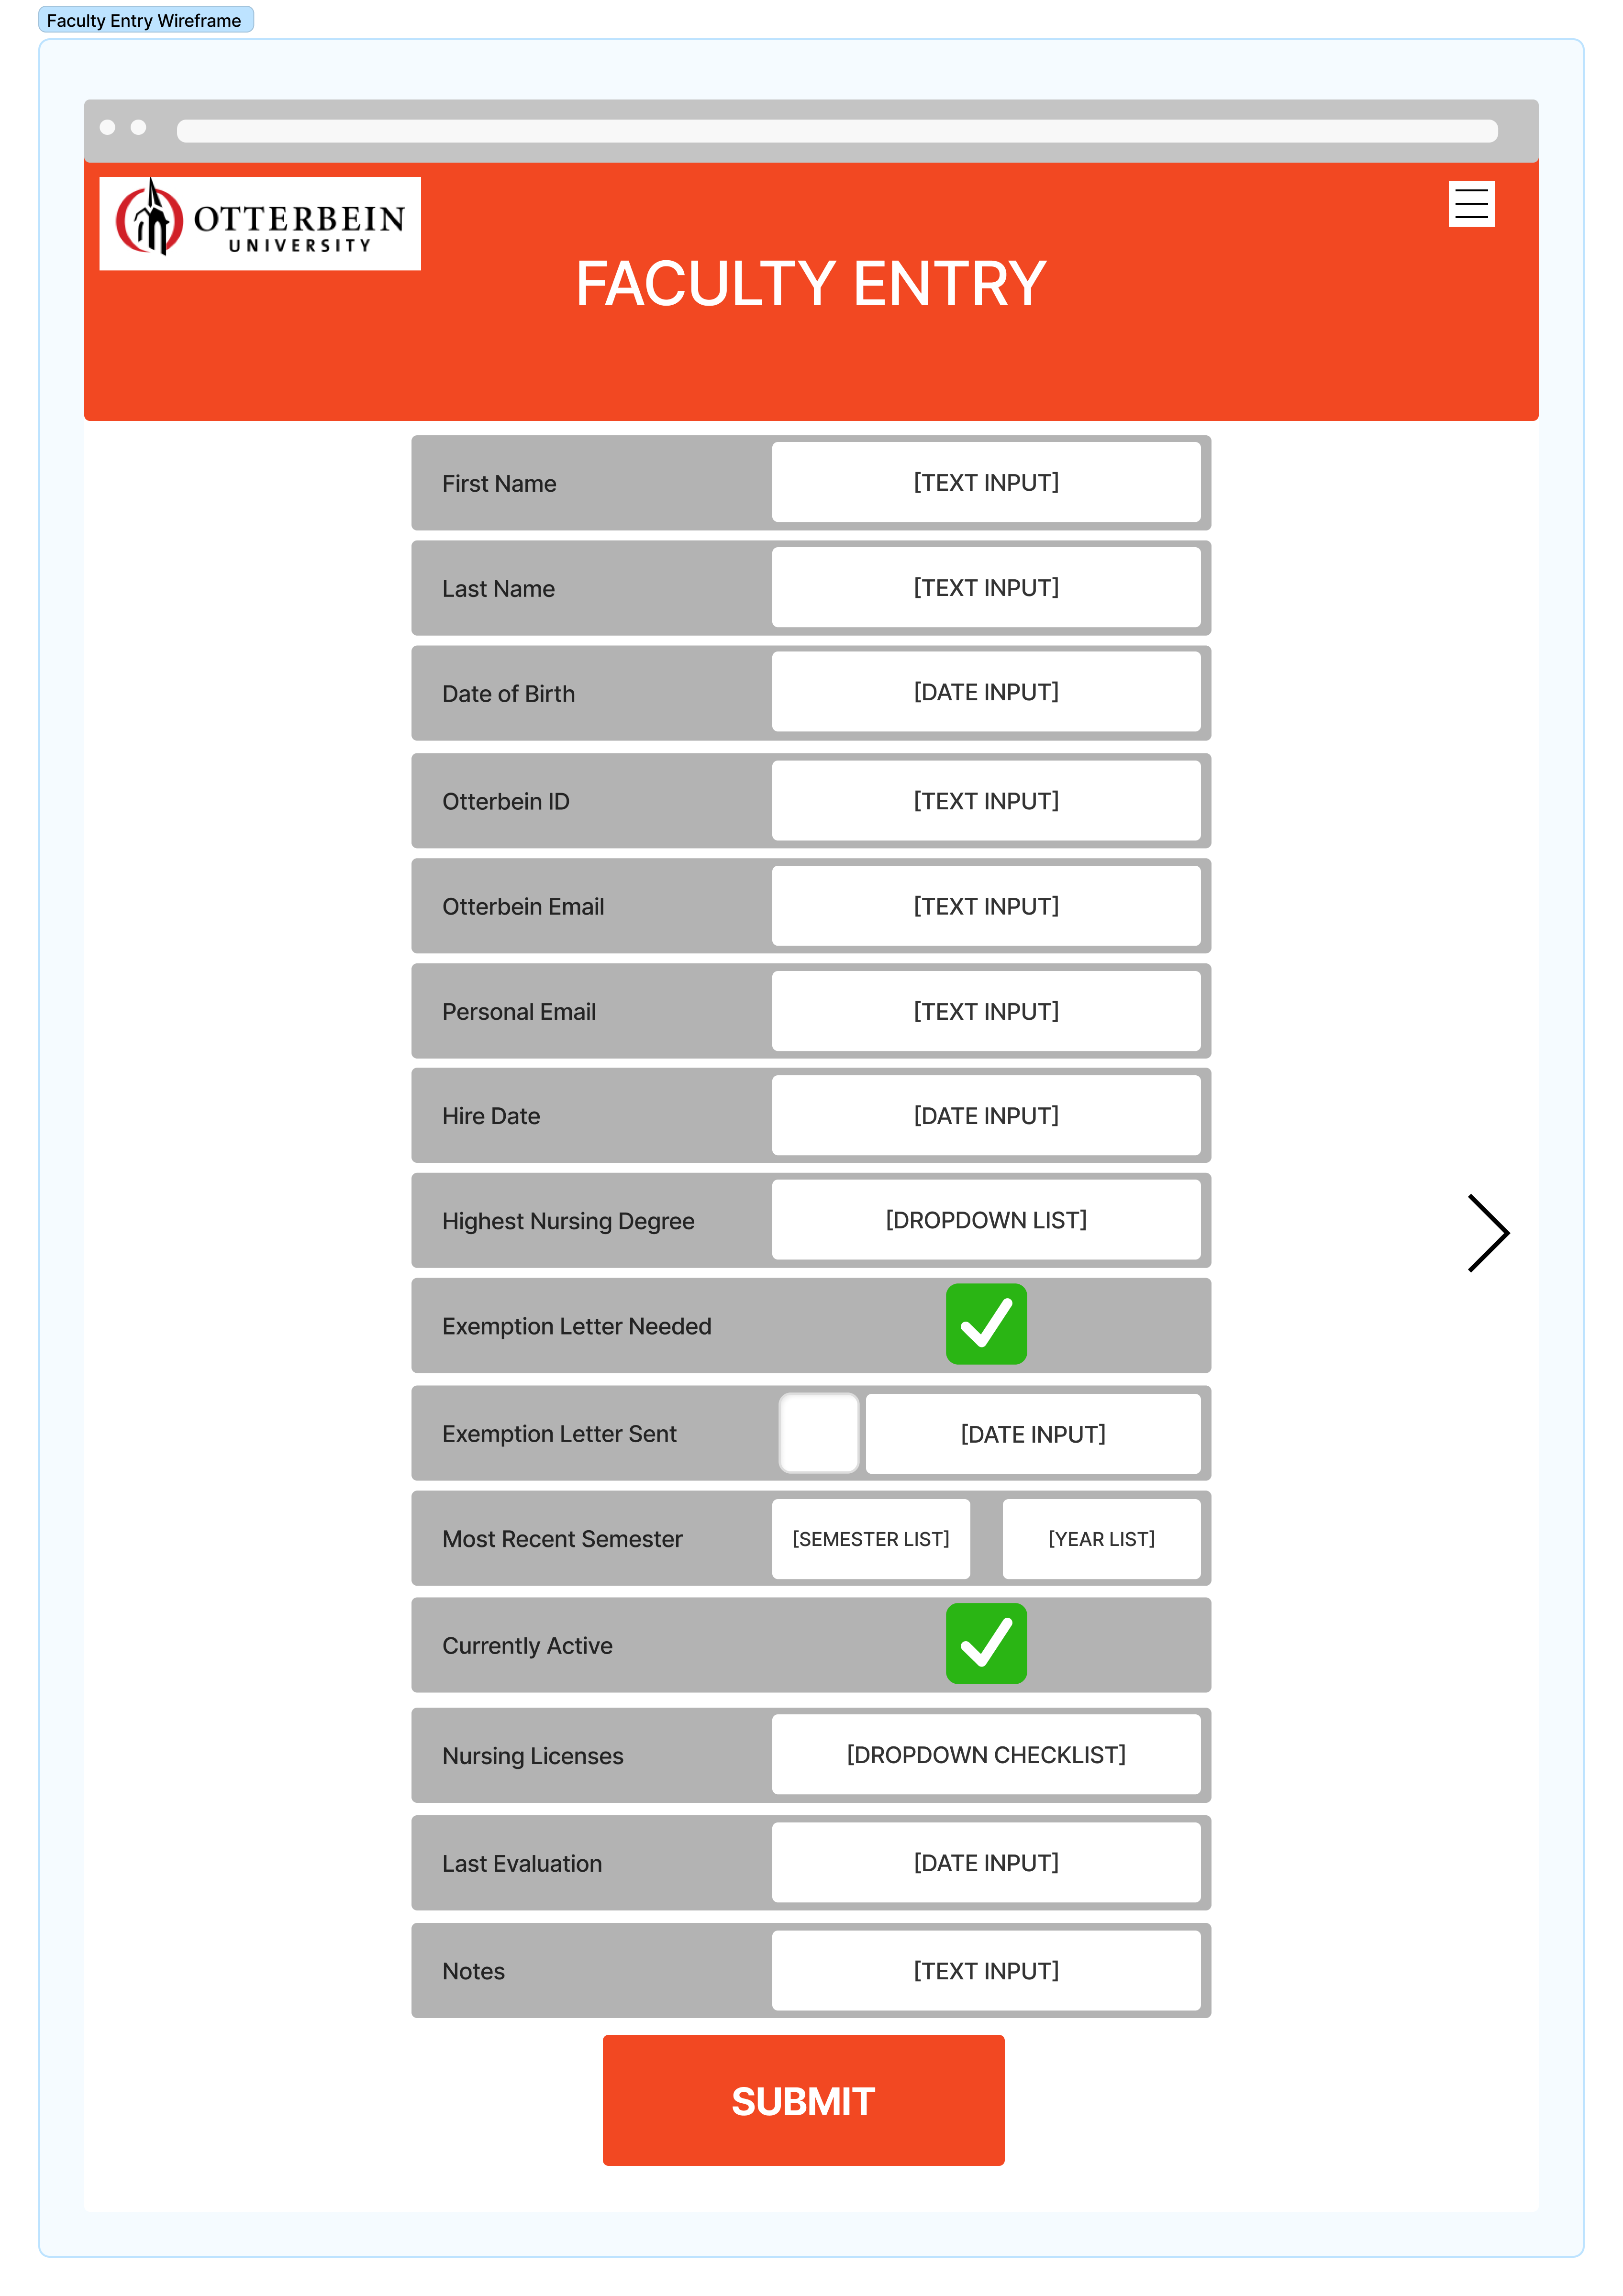 Faculty Entry Wireframe
OTTERBEIN
UNIVERSITY
FACULTY ENTRY
First Name [TEXT INPUT]
Last Name [TEXT INPUT]
Date of Birth [DATE INPUT]
Otterbein ID [TEXT INPUT]
Otterbein Email [TEXT INPUT]
Personal Email [TEXT INPUT]
Hire Date [DATE INPUT]
Highest Nursing Degree [DROPDOWN LIST]
Exemption Letter Needed
Exemption Letter Sent [DATE INPUT]
Most Recent Semester [SEMESTER LIST] [YEAR LIST]
Currently Active
Nursing Licenses [DROPDOWN CHECKLIST]
Last Evaluation [DATE INPUT]
Notes [TEXT INPUT]
SUBMIT